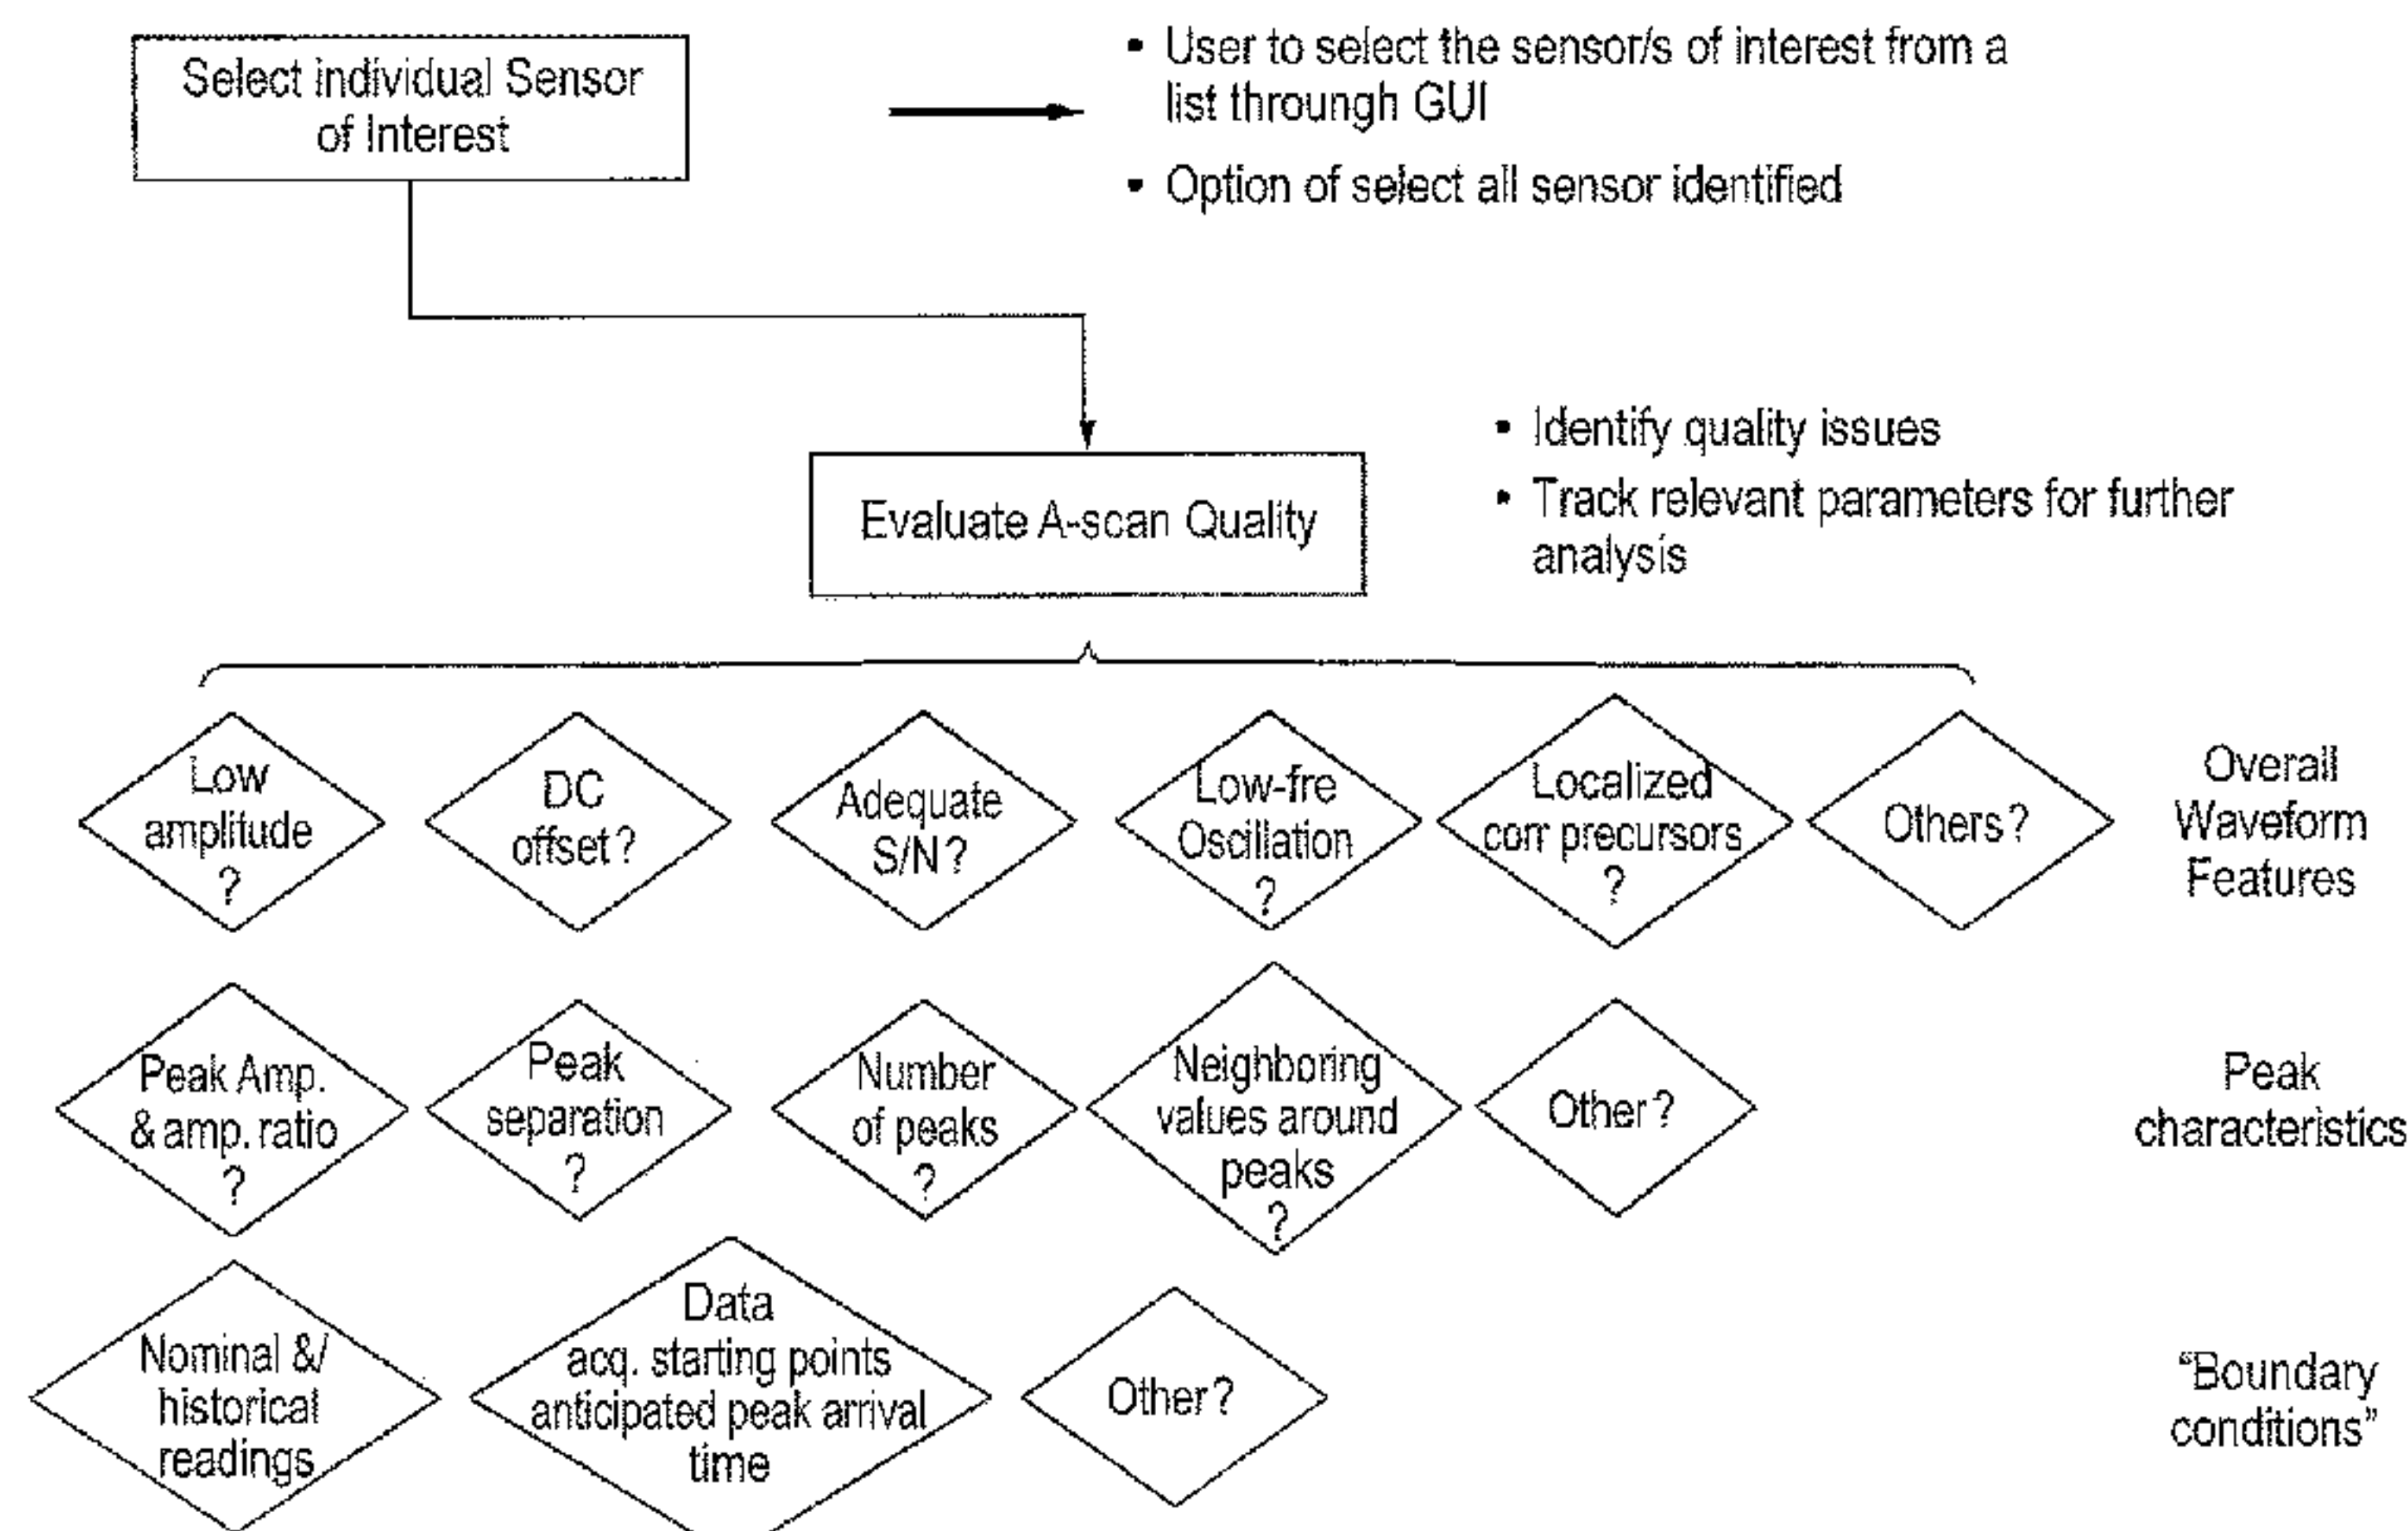 Select individual Sensor
of Interest
• User to select the sensor/s of interest from a
list throungh GUI
• Option of select all sensor identified
Evaluate A-scan Quality
• Identify quality issues
• Track relevant parameters for further
analysis
Low
amplitude
?
DC
offset?
Adequate
S/N?
Low-fre
Oscillation
?
Localized
corr precursors
?
Others?
Overall
Waveform
Features
Peak Amp.
& amp. ratio
?
Peak
separation
?
Number
of peaks
?
Neighboring
values around
peaks
?
Other?
Peak
characteristics
Nominal &/
historical
readings
Data
acq. starting points
anticipated peak arrival
time
Other?
“Boundary
conditions”